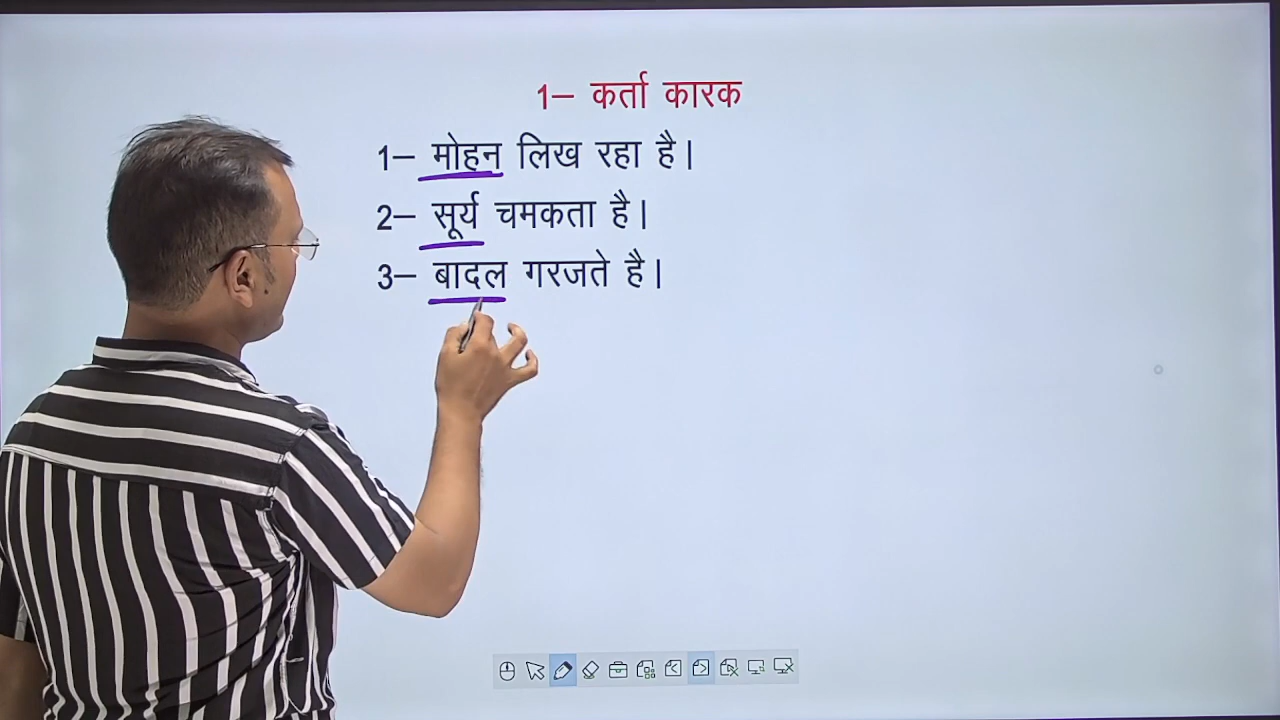 1– कर्ता कारक
1– मोहन लिख रहा है।
2– सूर्य चमकता है।
3– बादल गरजते है।